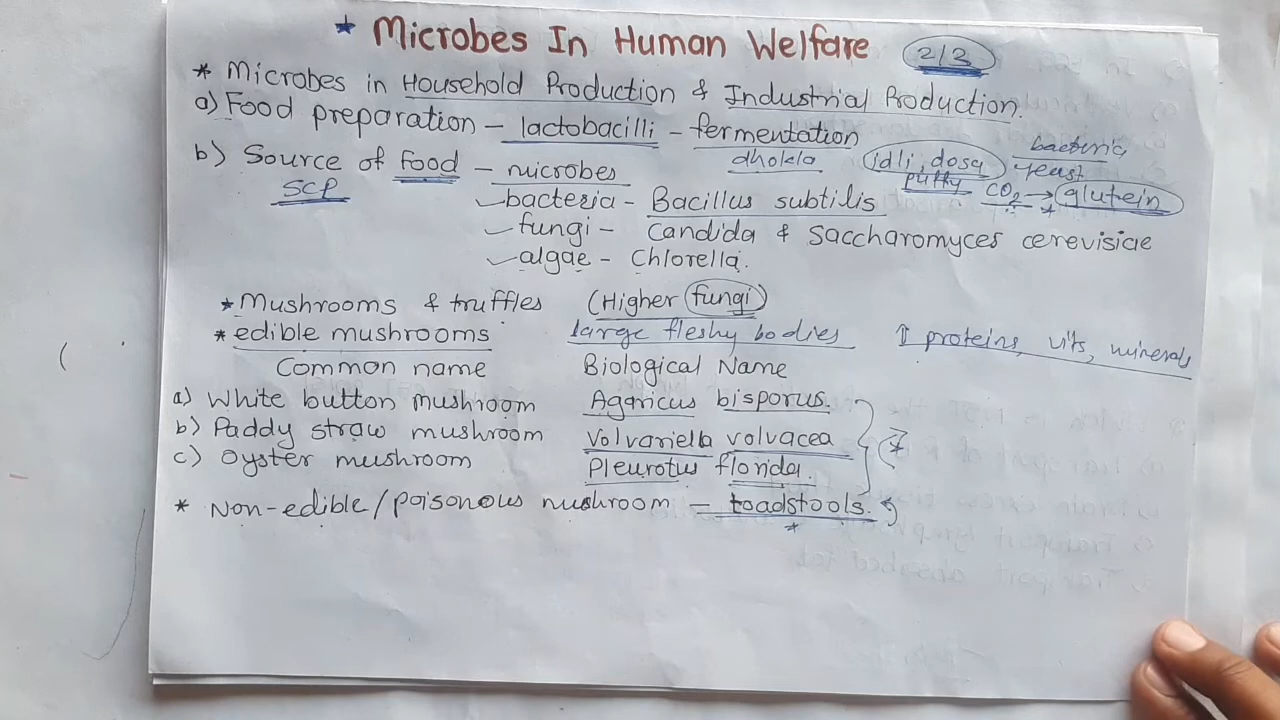 * Microbes In Human Welfare 2/3
* Microbes in Household Production & Industrial Production.
a) Food preparation - lactobacilli - fermentation
dhokla idli, dosa bacteria
yeast
b) Source of food - microbes puffy CO2 → glutein
SCP bacteria - Bacillus subtilis *
fungi - Candida & Saccharomyces cerevisiae
algae - Chlorella.
* Mushrooms & truffles (Higher fungi)
* edible mushrooms large fleshy bodies ↑ proteins, vits, minerals
Common name Biological Name
a) White button mushroom Agaricus bisporus.
b) Paddy straw mushroom Volvariella volvacea *
c) Oyster mushroom Pleurotus florida.
* Non-edible/poisonous mushroom - toadstools.
*